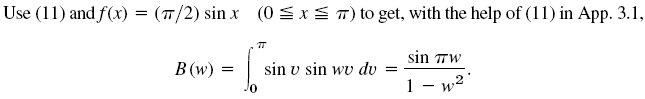 Use (11) and f(x) = (π/2) sin x (0 ≦ x ≦ π) to get, with the help of (11) in App. 3.1,
B(w) = ∫₀^π sin v sin wv dv = sin πw / (1 − w²).